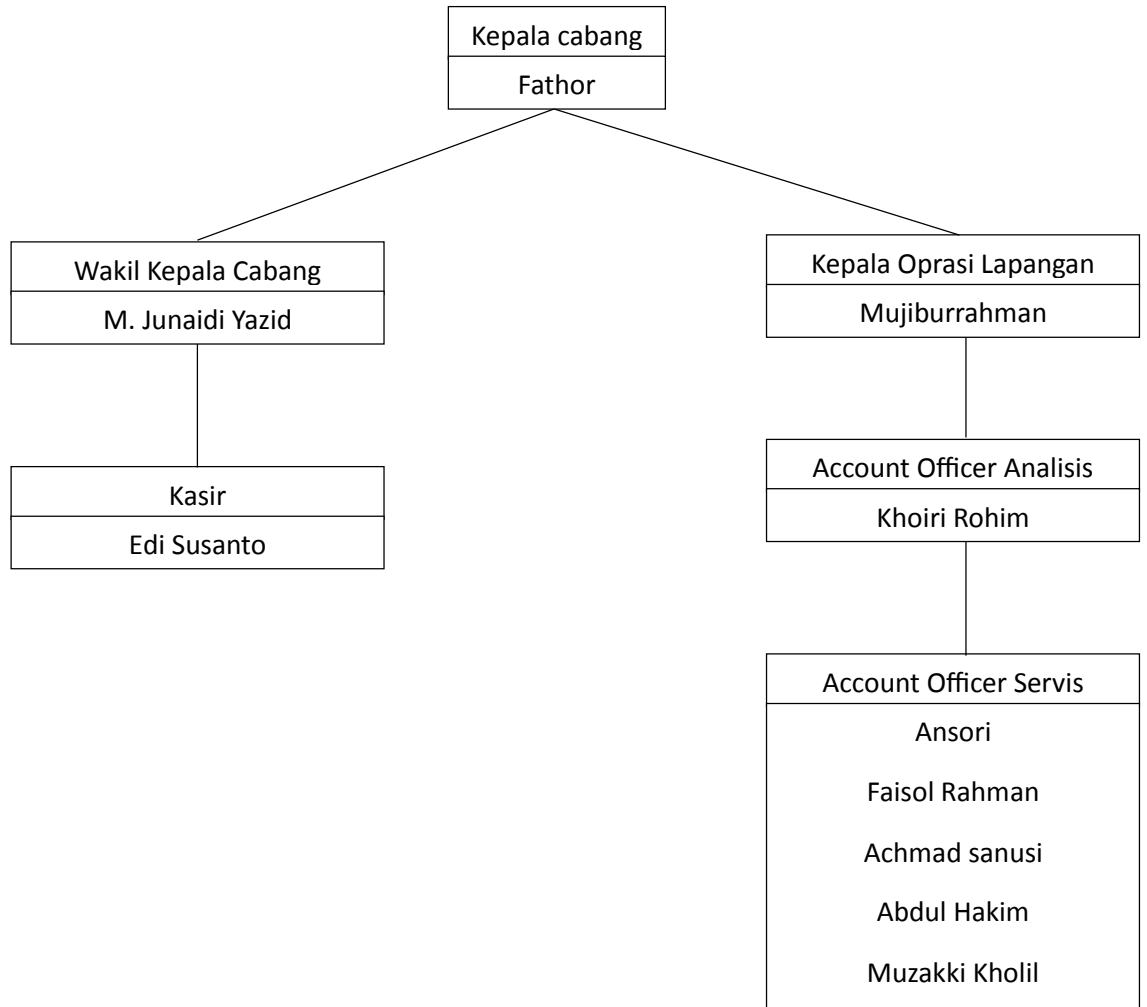 Kepala cabang
Fathor
Wakil Kepala Cabang
M. Junaidi Yazid
Kasir
Edi Susanto
Kepala Oprasi Lapangan
Mujiburrahman
Account Officer Analisis
Khoiri Rohim
Account Officer Servis
Ansori
Faisol Rahman
Achmad sanusi
Abdul Hakim
Muzakki Kholil